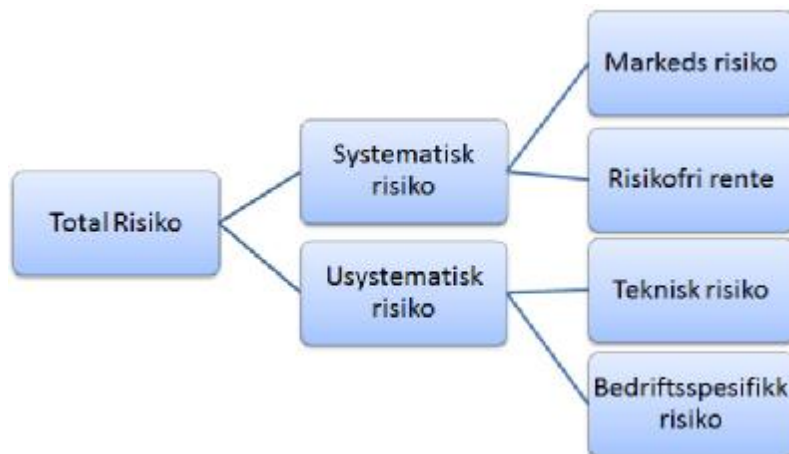 Total Risiko
Systematisk
risiko
Usystematisk
risiko
Markeds risiko
Risikofri rente
Teknisk risiko
Bedriftsspesifikk
risiko